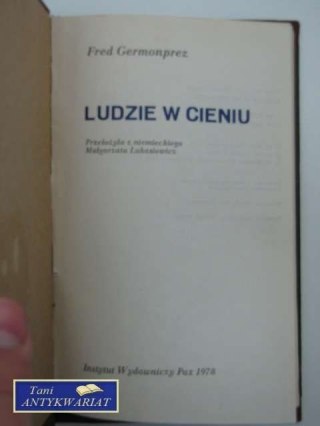 Fred Germonprez
LUDZIE W CIENIU
Przełożyła z niemieckiego
Małgorzata Łukasiewicz
Instytut Wydawniczy Pax 1978
Tani
ANTYKWARIAT